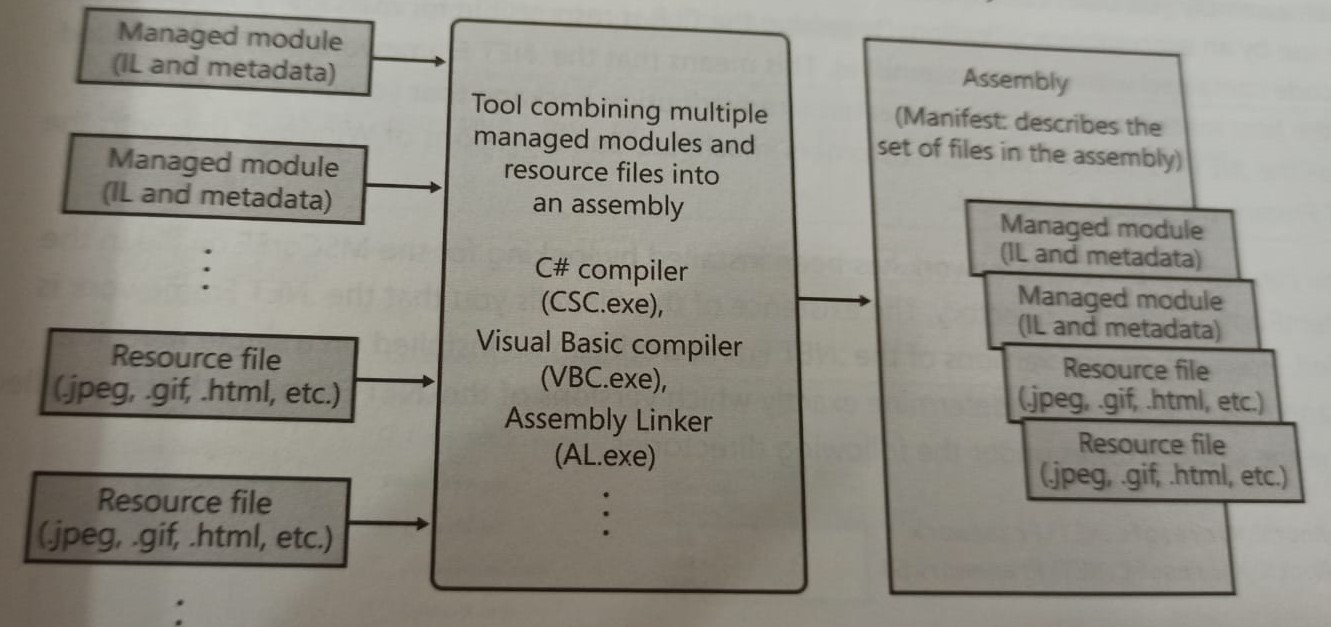 Managed module
(IL and metadata)
Managed module
(IL and metadata)
Resource file
(.jpeg, .gif, .html, etc.)
Resource file
(.jpeg, .gif, .html, etc.)
Tool combining multiple
managed modules and
resource files into
an assembly
C# compiler
(CSC.exe),
Visual Basic compiler
(VBC.exe),
Assembly Linker
(AL.exe)
Assembly
(Manifest: describes the
set of files in the assembly)
Managed module
(IL and metadata)
Managed module
(IL and metadata)
Resource file
(.jpeg, .gif, .html, etc.)
Resource file
(.jpeg, .gif, .html, etc.)